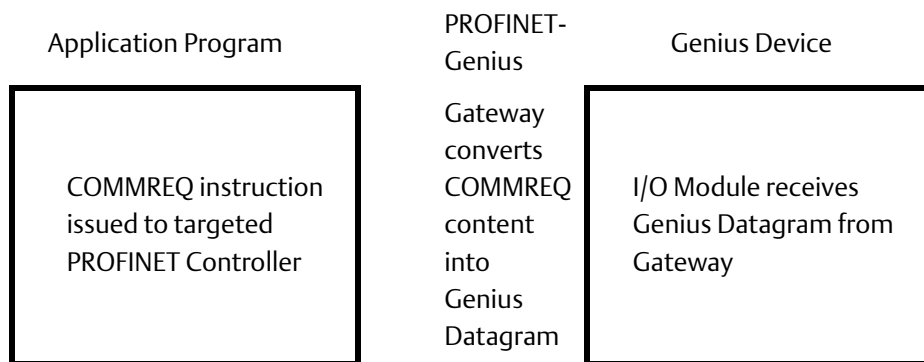 Application Program
COMMREQ instruction
issued to targeted
PROFINET Controller
PROFINET-
Genius
Gateway
converts
COMMREQ
content
into
Genius
Datagram
Genius Device
I/O Module receives
Genius Datagram from
Gateway